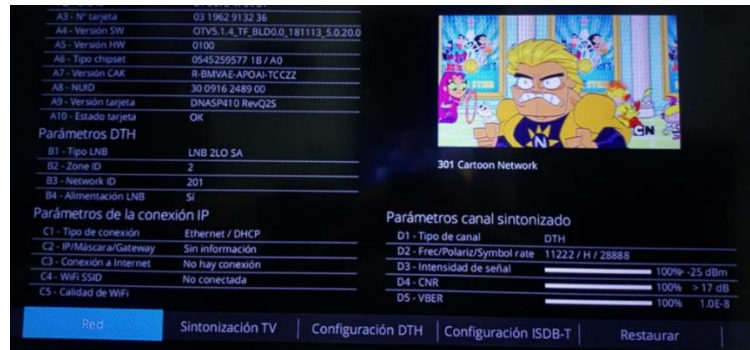 A3 - Nº tarjeta 03 1962 9132 36
A4 - Versión SW OTV5.1.4_TF_BLD0.0_181113_5.0.20.0
A5 - Versión HW 0100
A6 - Tipo chipset 0545259577 1B / A0
A7 - Versión CAK R-BMVAE-APOAI-TCCZZ
A8 - NUID 30 0916 2489 00
A9 - Versión tarjeta DNASP410 RevQ2S
A10 - Estado tarjeta OK
Parámetros DTH
B1 - Tipo LNB LNB 2LO SA
B2 - Zone ID 2
B3 - Network ID 201
B4 - Alimentación LNB Sí
Parámetros de la conexión IP
C1 - Tipo de conexión Ethernet / DHCP
C2 - IP/Máscara/Gateway Sin información
C3 - Conexión a Internet No hay conexión
C4 - WiFi SSID No conectada
C5 - Calidad de WiFi
N
CN
301 Cartoon Network
Parámetros canal sintonizado
D1 - Tipo de canal DTH
D2 - Frec/Polariz/Symbol rate 11222 / H / 28888
D3 - Intensidad de señal 100% -25 dBm
D4 - CNR 100% > 17 dB
D5 - VBER 100% 1.0E-8
Red Sintonización TV Configuración DTH Configuración ISDB-T Restaurar